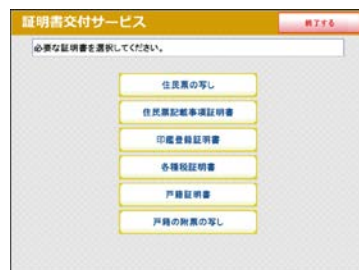 証明書交付サービス
終了する
必要な証明書を選択してください。
住民票の写し
住民票記載事項証明書
印鑑登録証明書
各種税証明書
戸籍証明書
戸籍の附票の写し